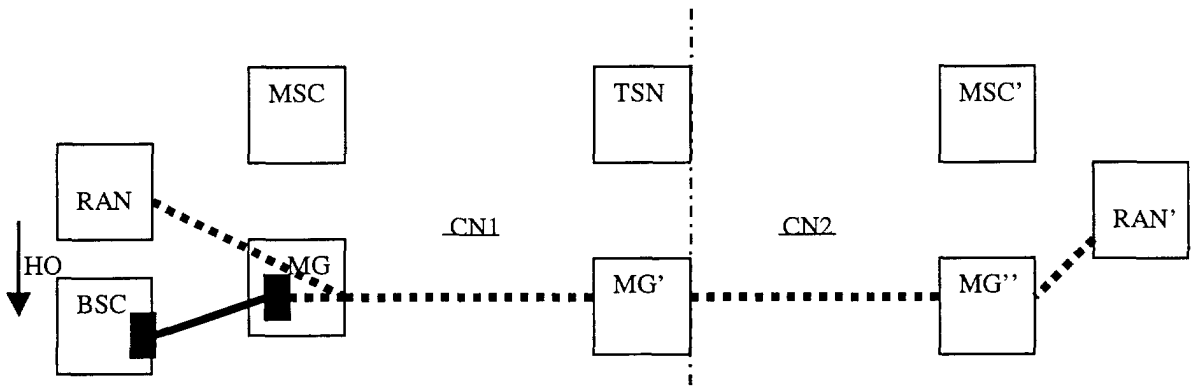 MSC
TSN
MSC’
RAN
RAN’
CN1
CN2
HO
MG
MG’
MG’’
BSC